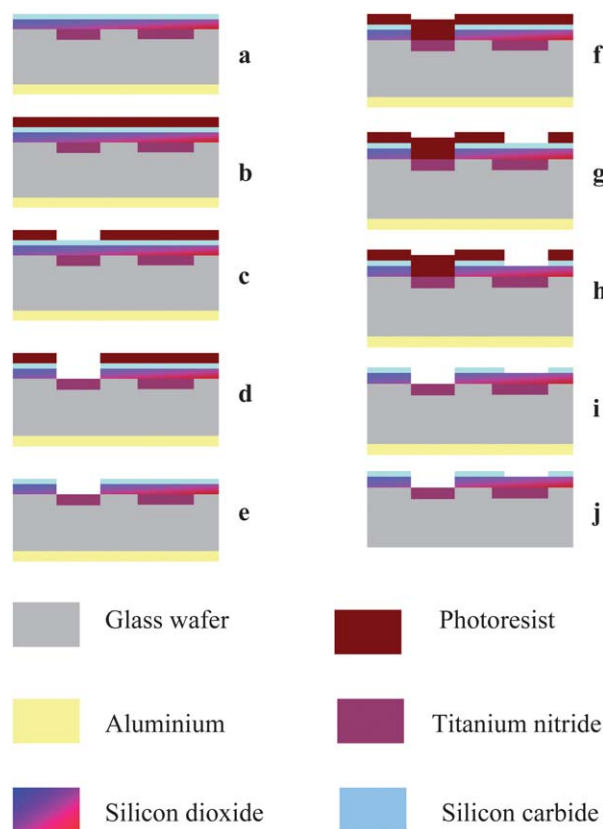 a
b
c
d
e
f
g
h
i
j
Glass wafer
Photoresist
Aluminium
Titanium nitride
Silicon dioxide
Silicon carbide